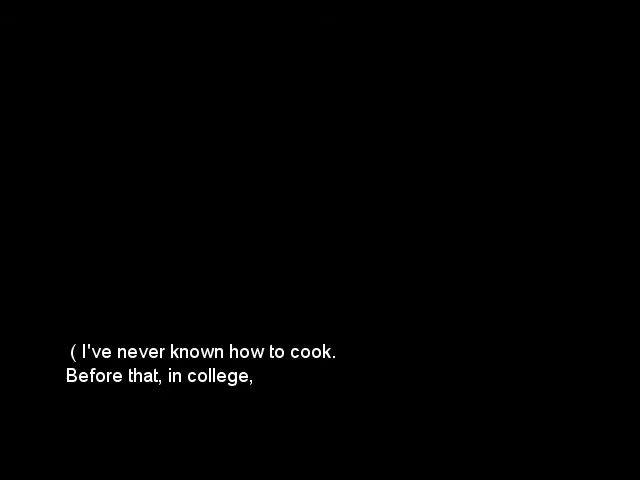 ( I've never known how to cook.
Before that, in college,